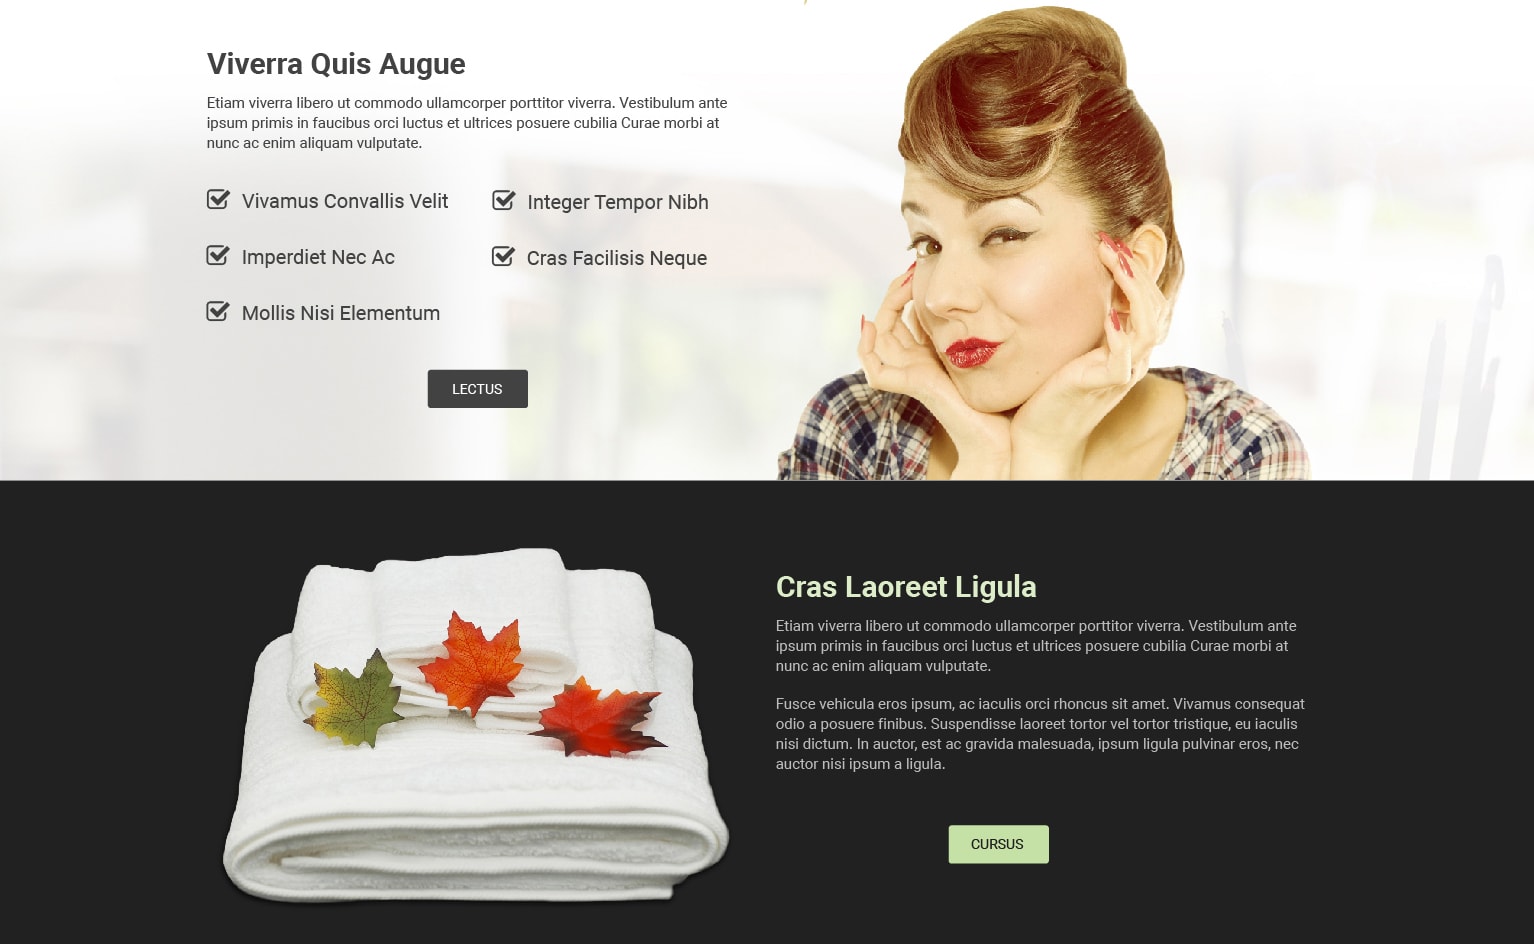 Viverra Quis Augue
Etiam viverra libero ut commodo ullamcorper porttitor viverra. Vestibulum ante
ipsum primis in faucibus orci luctus et ultrices posuere cubilia Curae morbi at
nunc ac enim aliquam vulputate.
Vivamus Convallis Velit
Integer Tempor Nibh
Imperdiet Nec Ac
Cras Facilisis Neque
Mollis Nisi Elementum
LECTUS
Cras Laoreet Ligula
Etiam viverra libero ut commodo ullamcorper porttitor viverra. Vestibulum ante
ipsum primis in faucibus orci luctus et ultrices posuere cubilia Curae morbi at
nunc ac enim aliquam vulputate.
Fusce vehicula eros ipsum, ac iaculis orci rhoncus sit amet. Vivamus consequat
odio a posuere finibus. Suspendisse laoreet tortor vel tortor tristique, eu iaculis
nisi dictum. In auctor, est ac gravida malesuada, ipsum ligula pulvinar eros, nec
auctor nisi ipsum a ligula.
CURSUS